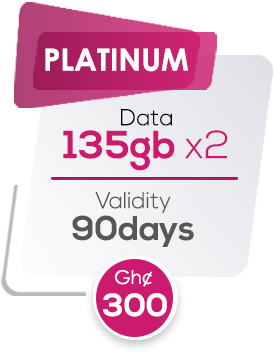 PLATINUM
Data
135gb x2
Validity
90days
Gh₵
300